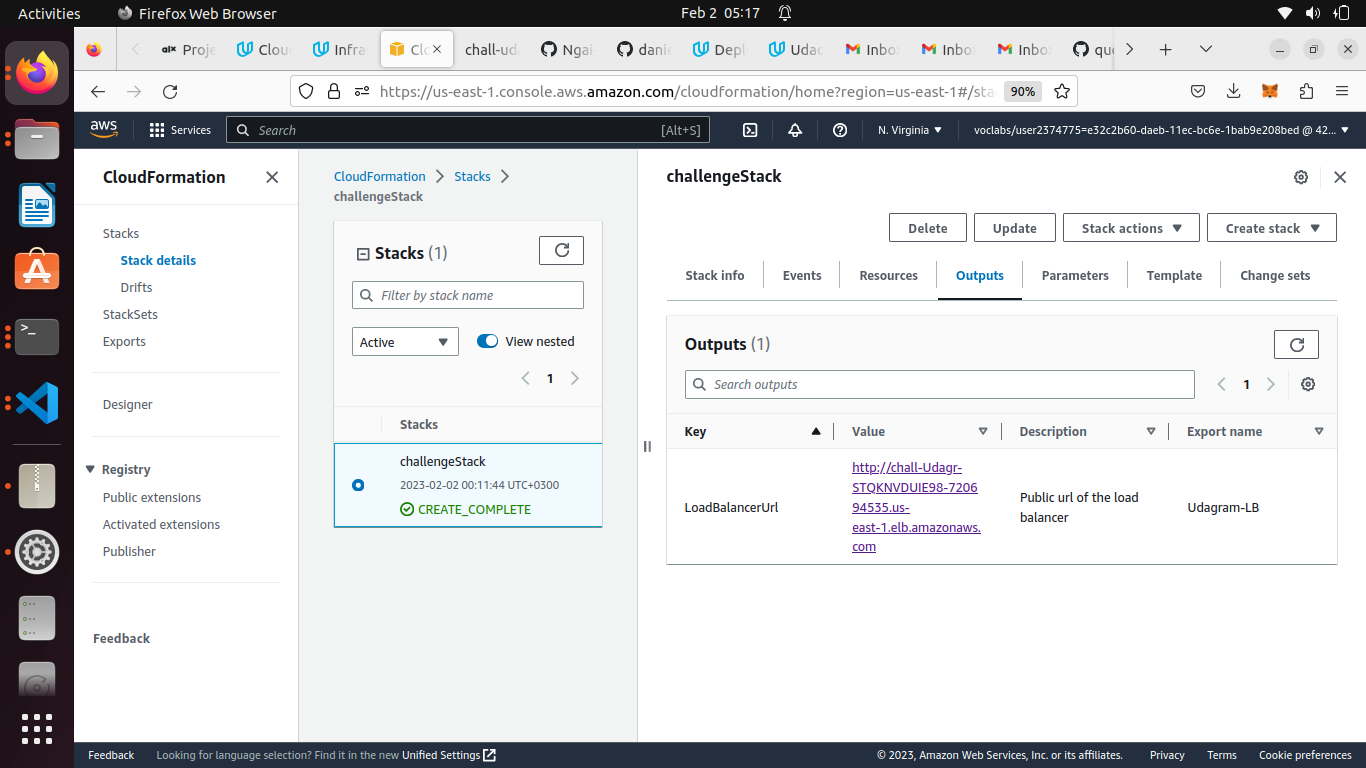 Activities
Firefox Web Browser
Feb 2 05:17
Proje
Clou
Infra
Clo
chall-uda
Ngai
danie
Depl
Udac
Inbo
Inbo
Inbo
que
https://us-east-1.console.aws.amazon.com/cloudformation/home?region=us-east-1#/sta
90%
aws
Services
Search
[Alt+S]
N. Virginia
voclabs/user2374775=e32c2b60-daeb-11ec-bc6e-1bab9e208bed @ 42...
CloudFormation
Stacks
Stack details
Drifts
StackSets
Exports
Designer
Registry
Public extensions
Activated extensions
Publisher
Feedback
CloudFormation
Stacks
challengeStack
Stacks (1)
Filter by stack name
Active
View nested
1
Stacks
challengeStack
2023-02-02 00:11:44 UTC+0300
CREATE_COMPLETE
challengeStack
Delete
Update
Stack actions
Create stack
Stack info
Events
Resources
Outputs
Parameters
Template
Change sets
Outputs (1)
Search outputs
1
Key
Value
Description
Export name
LoadBalancerUrl
http://chall-Udagr-
STQKNVDUIE98-7206
94535.us-
east-1.elb.amazonaws.
com
Public url of the load
balancer
Udagram-LB
Feedback
Looking for language selection? Find it in the new Unified Settings
© 2023, Amazon Web Services, Inc. or its affiliates.
Privacy
Terms
Cookie preferences